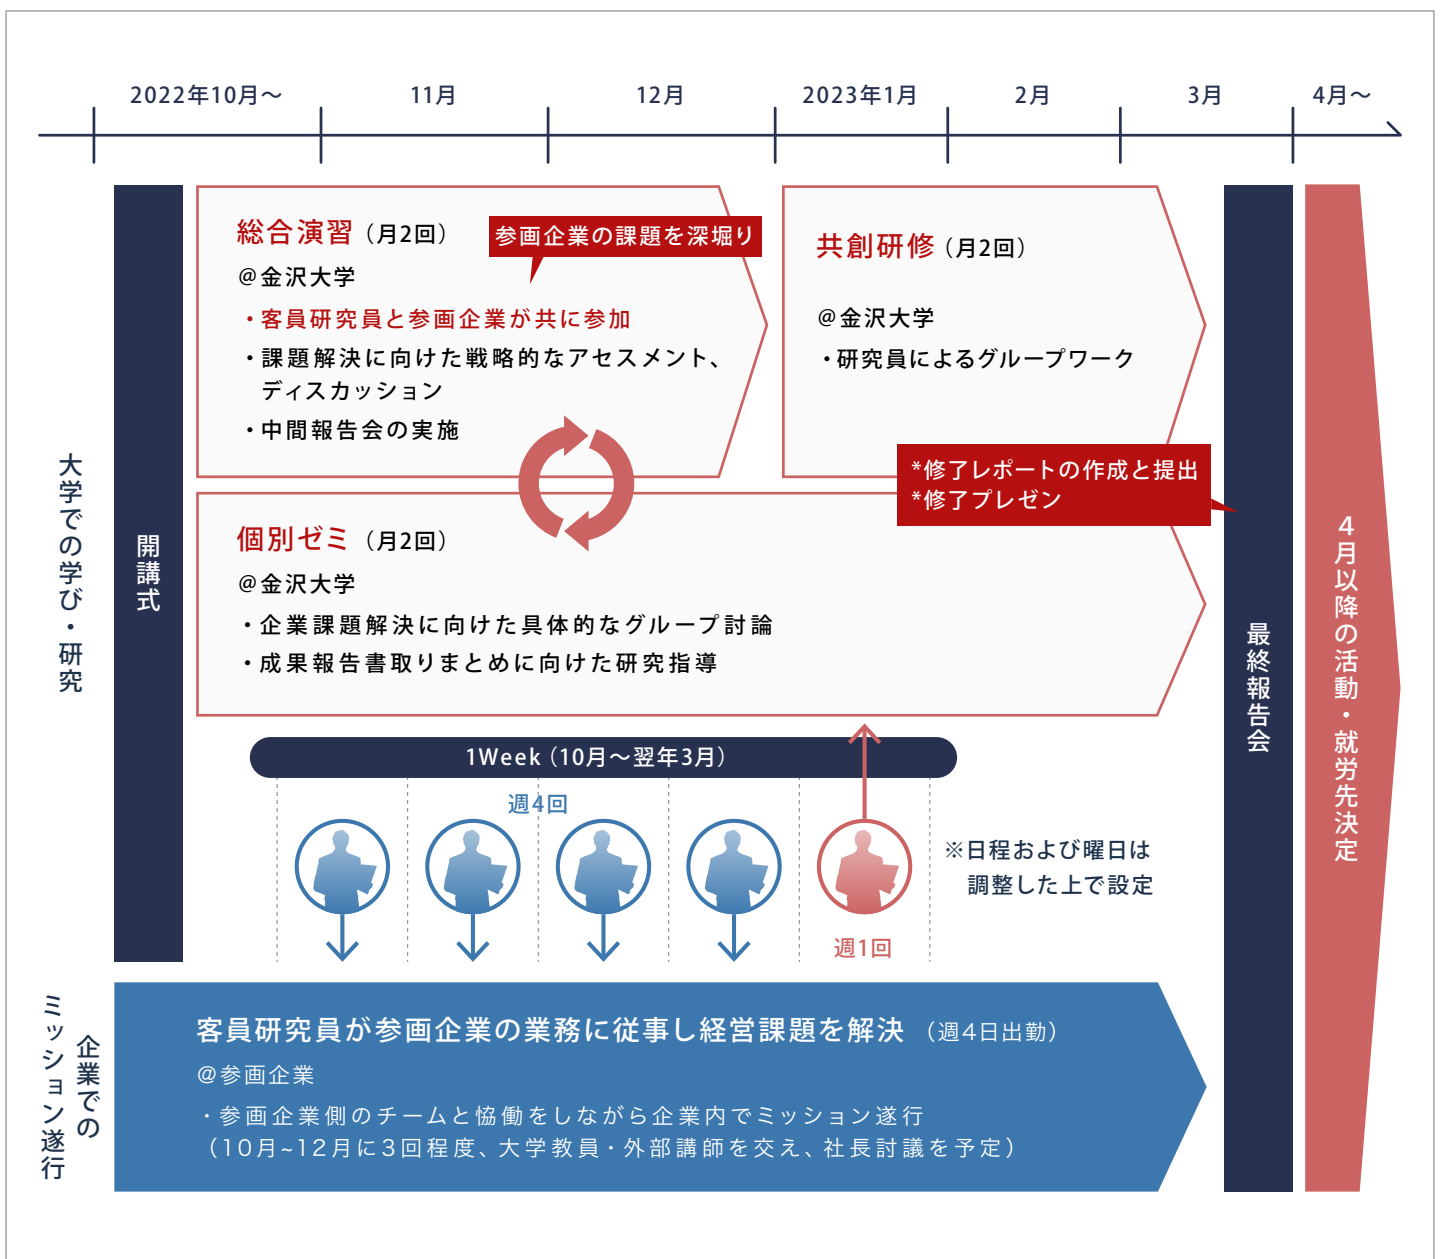 2022年10月～
11月
12月
2023年1月
2月
3月
4月～
大学での学び・研究
開講式
総合演習（月2回）
参画企業の課題を深堀り
＠金沢大学
・客員研究員と参画企業が共に参加
・課題解決に向けた戦略的なアセスメント、
ディスカッション
・中間報告会の実施
共創研修（月2回）
＠金沢大学
・研究員によるグループワーク
*修了レポートの作成と提出
*修了プレゼン
個別ゼミ（月2回）
＠金沢大学
・企業課題解決に向けた具体的なグループ討論
・成果報告書取りまとめに向けた研究指導
1Week（10月～翌年3月）
週4回
週1回
※日程および曜日は
調整した上で設定
最終報告会
4月以降の活動・就労先決定
企業での
ミッション遂行
客員研究員が参画企業の業務に従事し経営課題を解決（週4日出勤）
＠参画企業
・参画企業側のチームと恊働をしながら企業内でミッション遂行
（10月~12月に3回程度、大学教員・外部講師を交え、社長討議を予定）